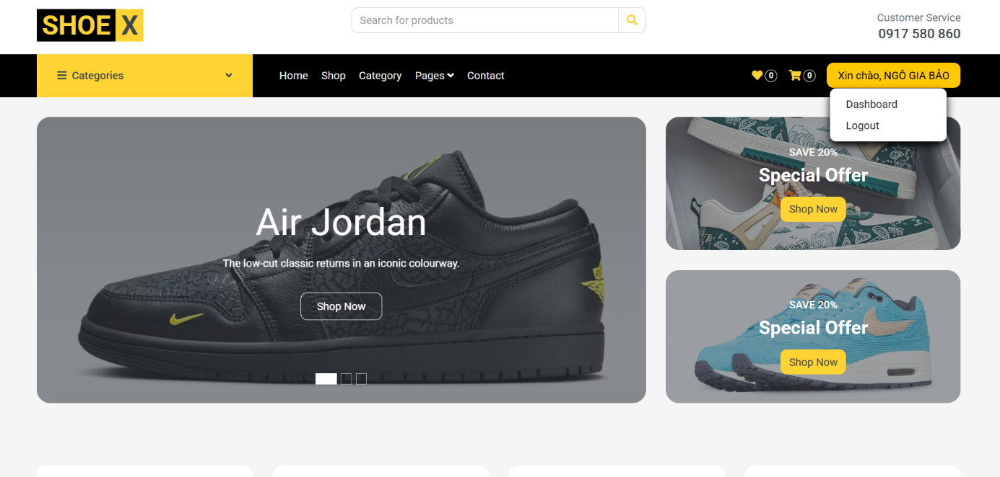 SHOE X
Search for products
Customer Service
0917 580 860
Categories
Home Shop Category Pages Contact
0 0
Xin chào, NGÔ GIA BẢO
Dashboard
Logout
Air Jordan
The low-cut classic returns in an iconic colourway.
Shop Now
SAVE 20%
Special Offer
Shop Now
SAVE 20%
Special Offer
Shop Now